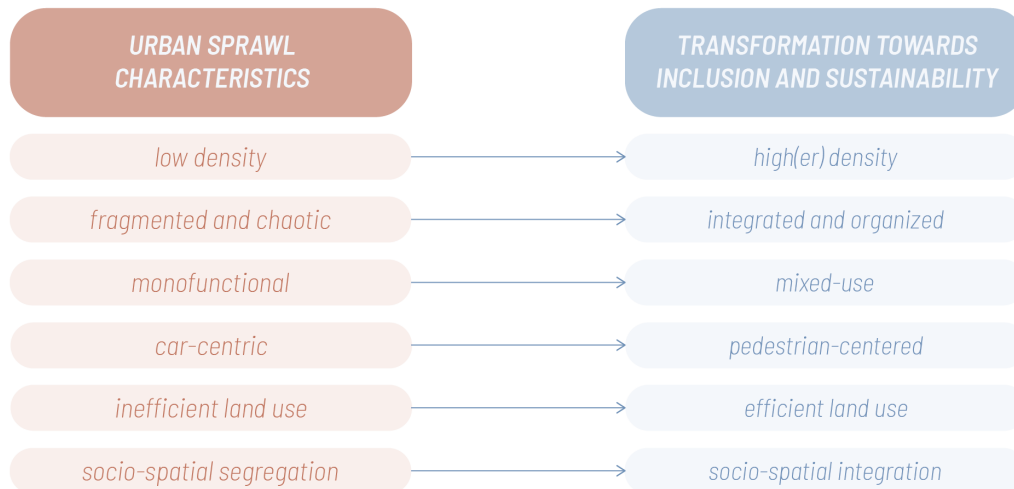 URBAN SPRAWL
CHARACTERISTICS
TRANSFORMATION TOWARDS
INCLUSION AND SUSTAINABILITY
low density
high(er) density
fragmented and chaotic
integrated and organized
monofunctional
mixed-use
car-centric
pedestrian-centered
inefficient land use
efficient land use
socio-spatial segregation
socio-spatial integration